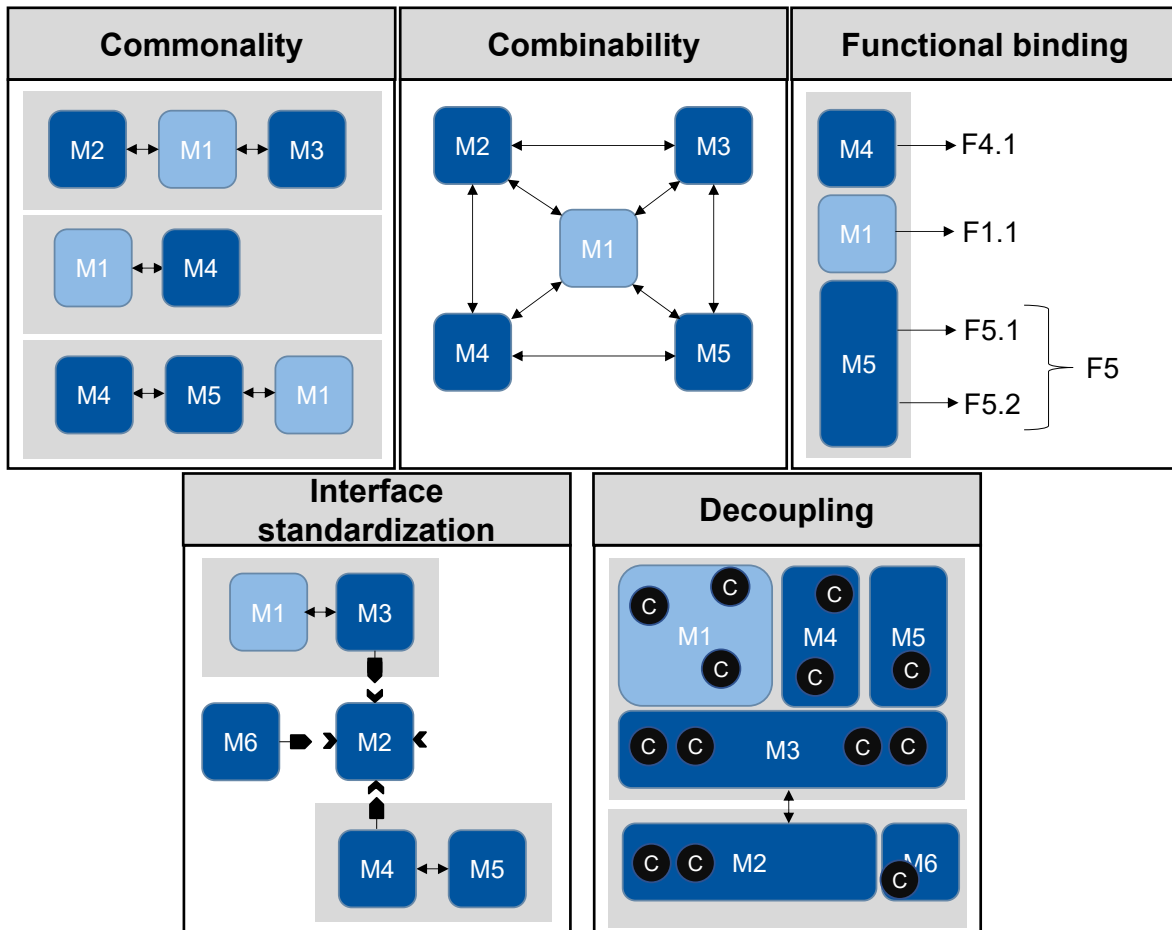 Commonality
M2 M1 M3
M1 M4
M4 M5 M1
Combinability
M2 M3
M1
M4 M5
Functional binding
M4 F4.1
M1 F1.1
F5.1
M5 F5
F5.2
Interface
standardization
M1 M3
M6 M2
M4 M5
Decoupling
C C C
C
M1 M4 M5
C C C
C C M3 C C
C C M2 M6
C